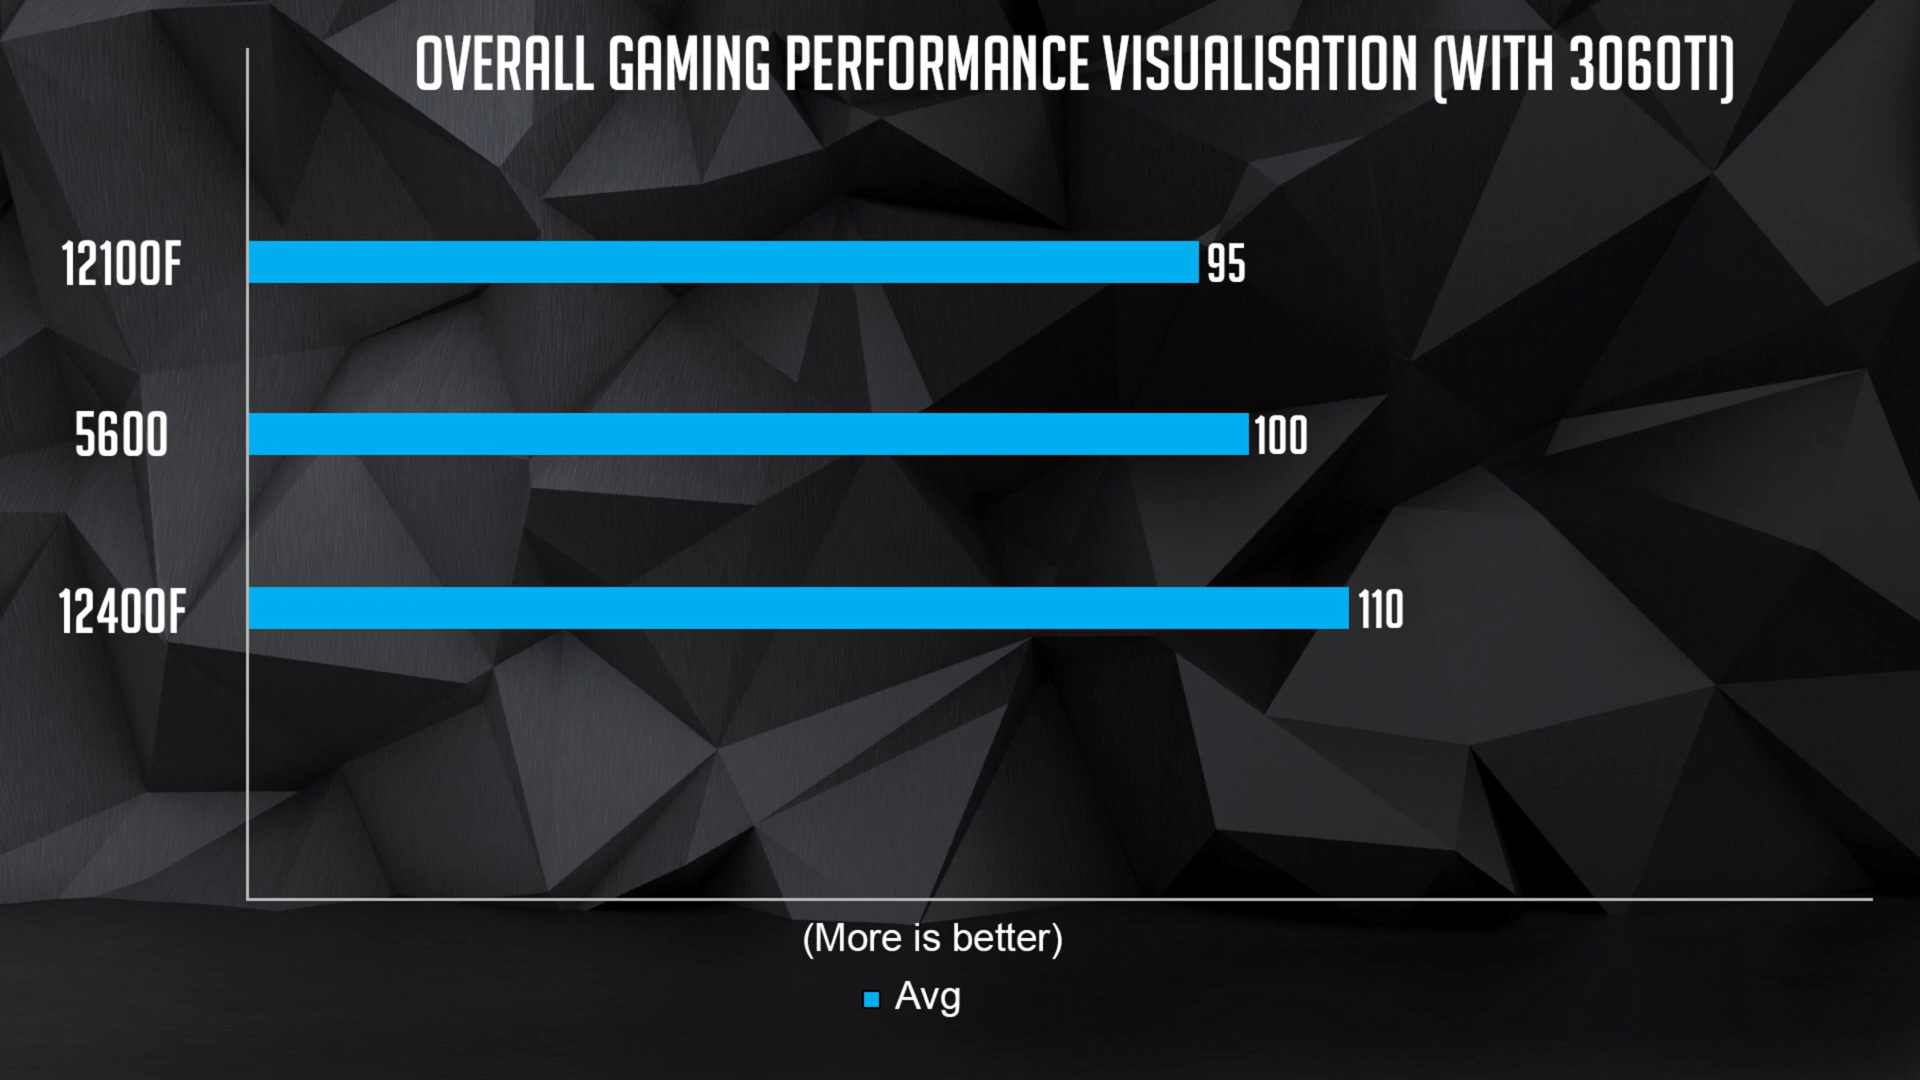 OVERALL GAMING PERFORMANCE VISUALISATION (WITH 3060TI)
12100F 95
5600 100
12400F 110
(More is better)
Avg